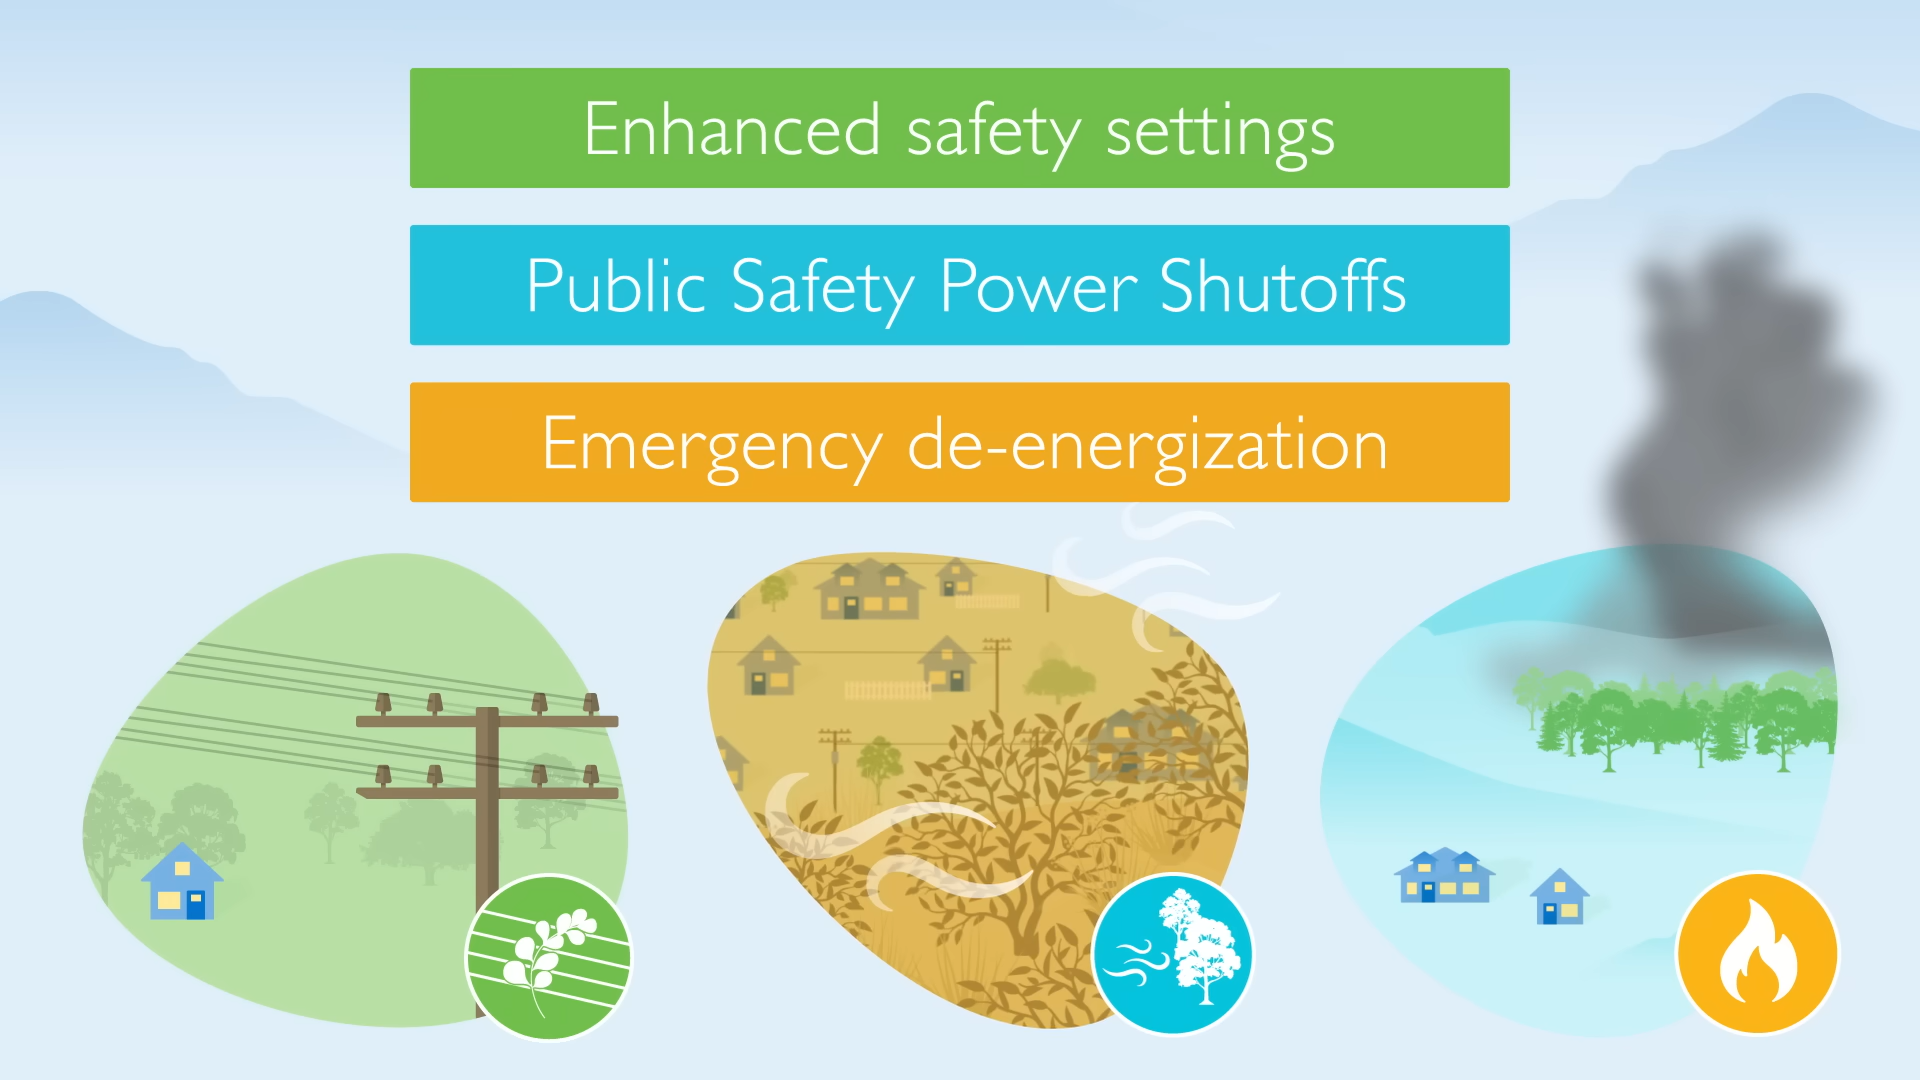 Enhanced safety settings
Public Safety Power Shutoffs
Emergency de-energization